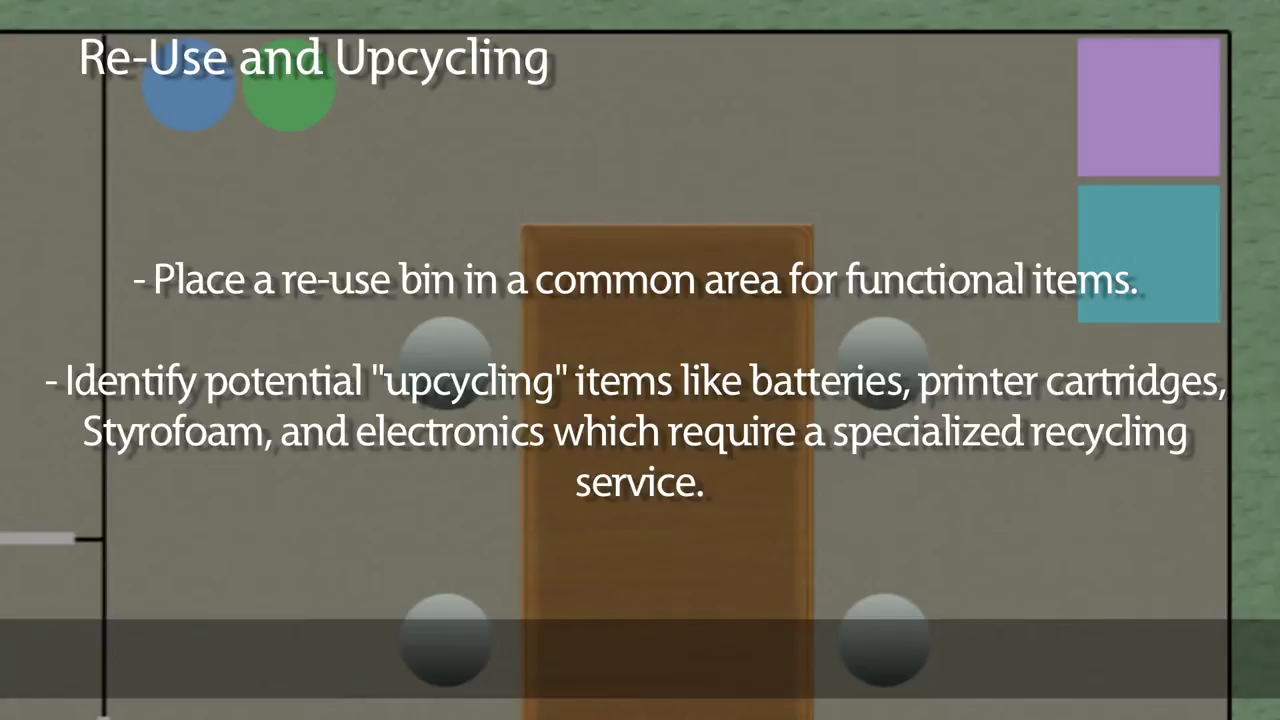 Re-Use and Upcycling
- Place a re-use bin in a common area for functional items.
- Identify potential "upcycling" items like batteries, printer cartridges,
Styrofoam, and electronics which require a specialized recycling
service.